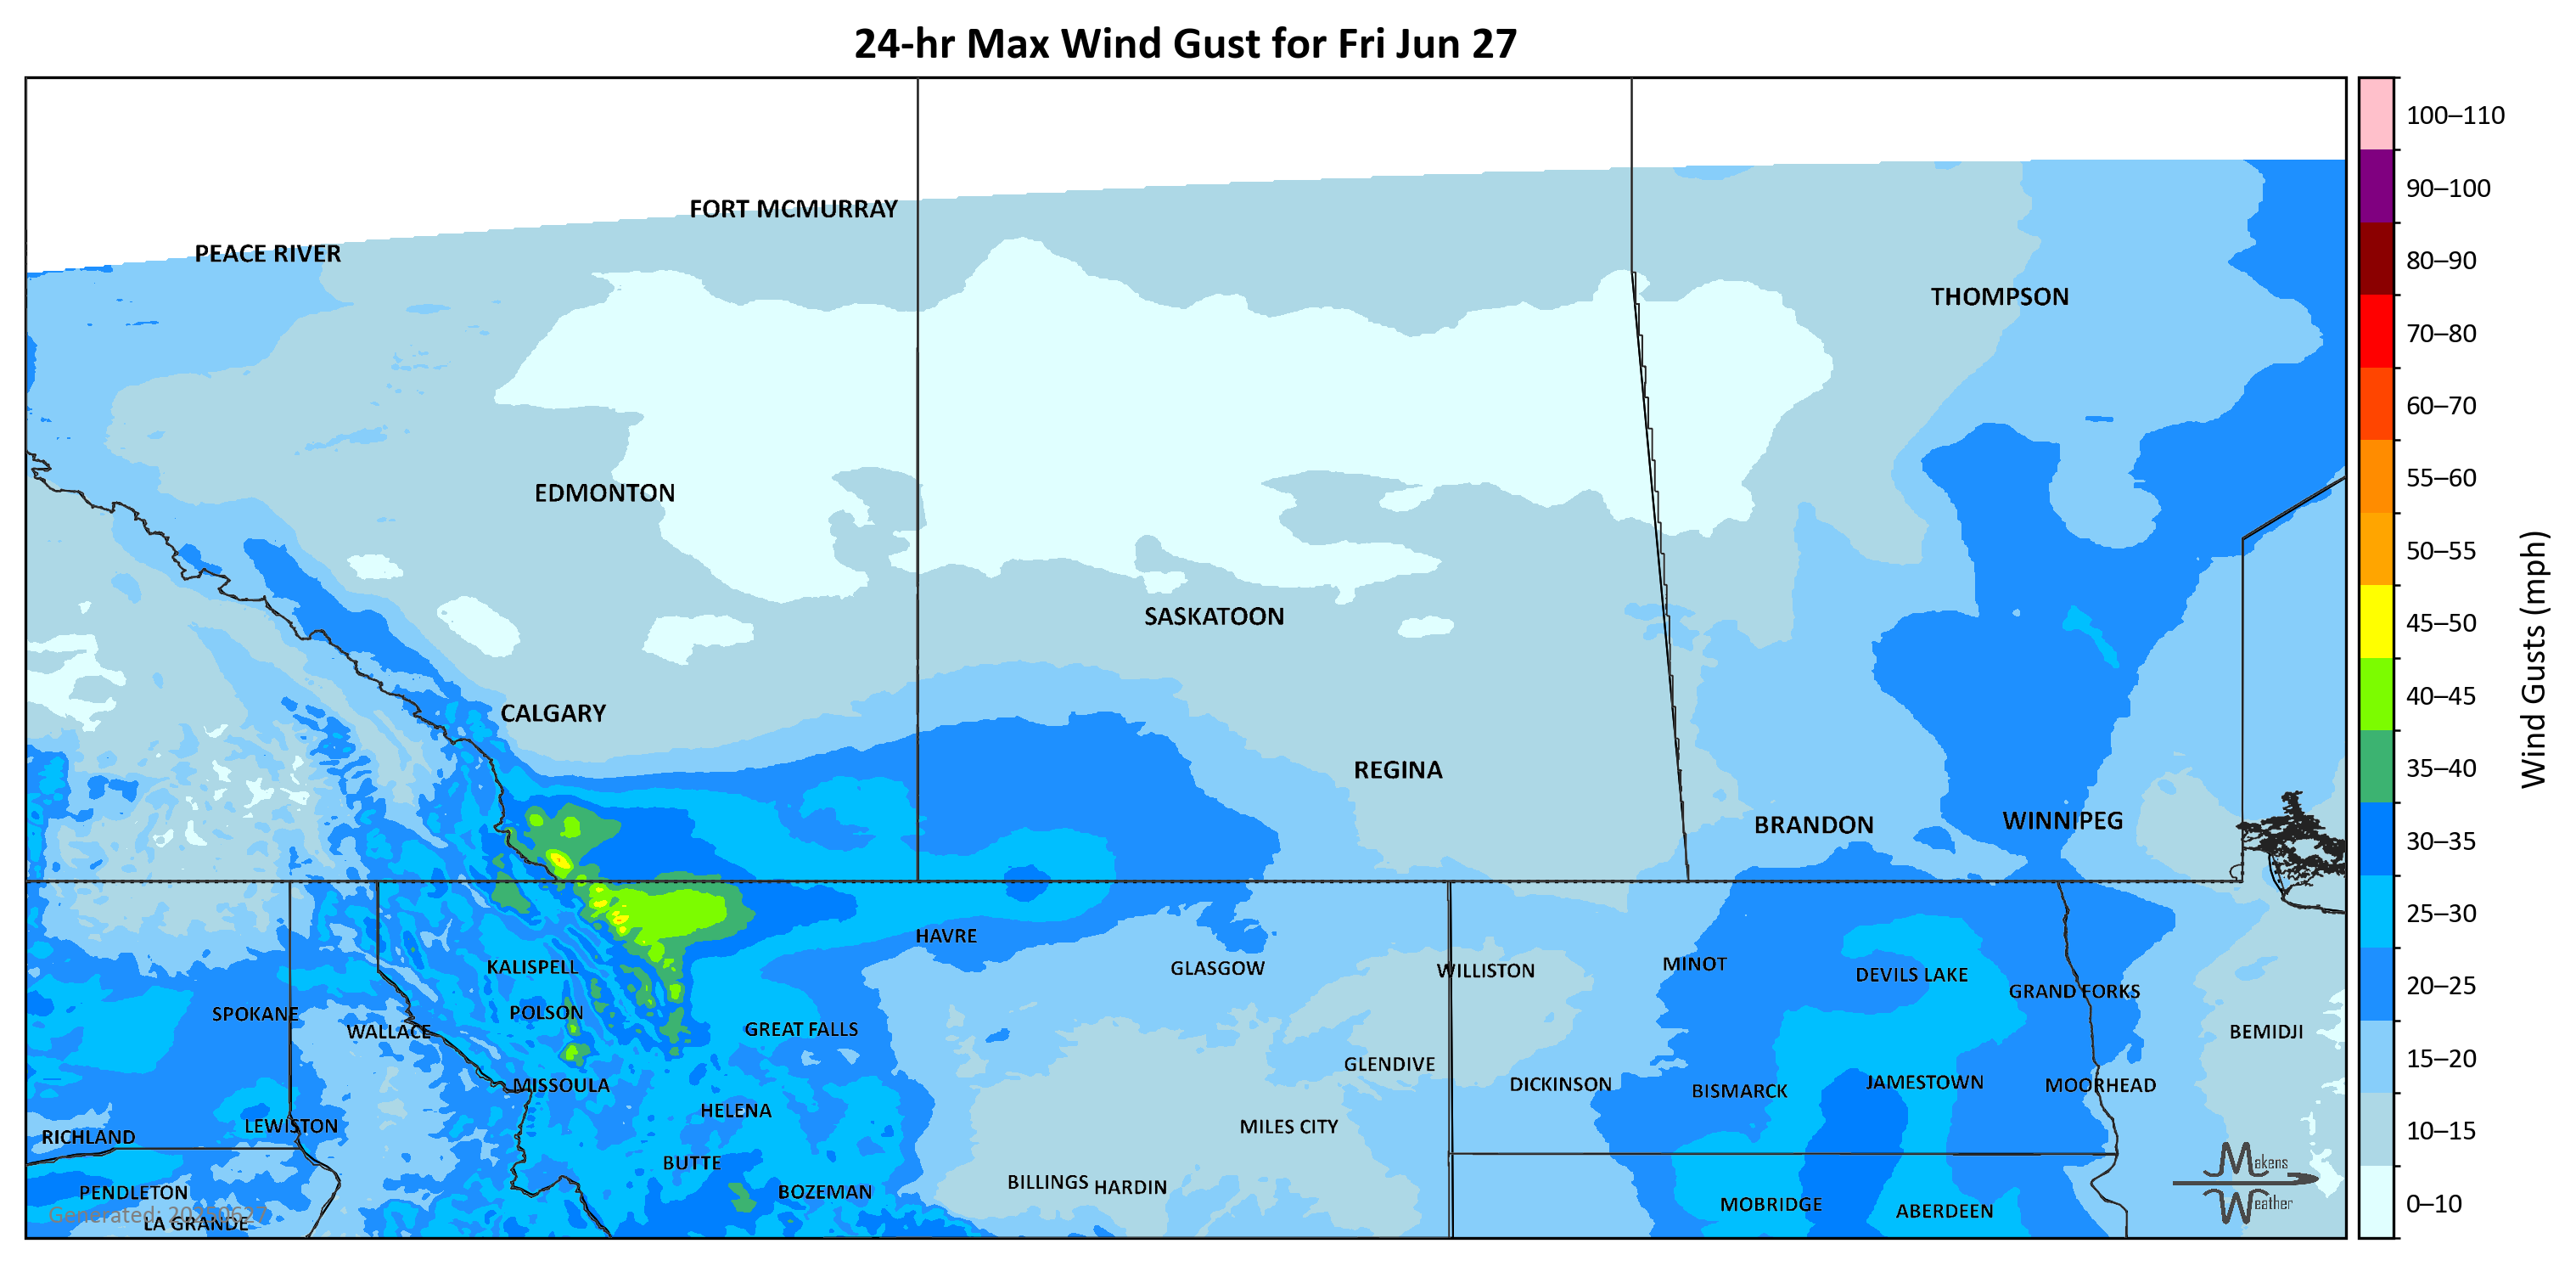 24-hr Max Wind Gust for Fri Jun 27
100–110
90–100
80–90
70–80
60–70
55–60
50–55
45–50
40–45
35–40
30–35
25–30
20–25
15–20
10–15
0–10
Wind Gusts (mph)
FORT MCMURRAY
PEACE RIVER
THOMPSON
EDMONTON
SASKATOON
CALGARY
REGINA
BRANDON
WINNIPEG
HAVRE
KALISPELL
GLASGOW
WILLISTON
MINOT
DEVILS LAKE
GRAND FORKS
SPOKANE
POLSON
WALLACE
GREAT FALLS
BEMIDJI
GLENDIVE
MISSOULA
DICKINSON
BISMARCK
JAMESTOWN
MOORHEAD
HELENA
LEWISTON
MILES CITY
RICHLAND
BUTTE
BILLINGS
HARDIN
PENDLETON
BOZEMAN
MOBRIDGE
ABERDEEN
Generated: 20250627
LA GRANDE
Makens
Weather